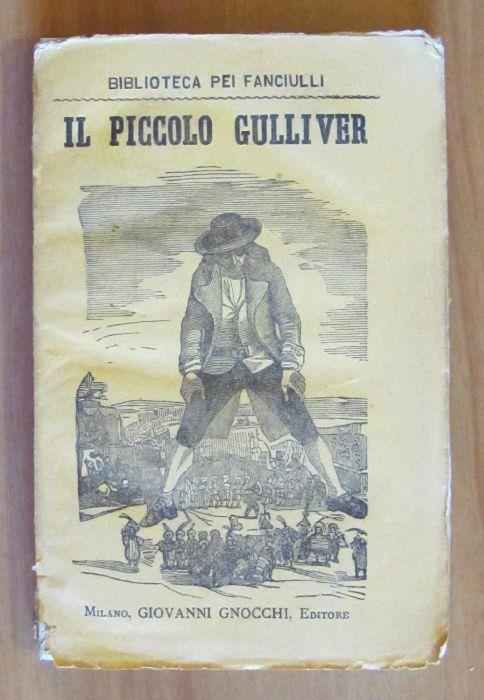 BIBLIOTECA PEI FANCIULLI
IL PICCOLO GULLIVER
MILANO, GIOVANNI GNOCCHI, EDITORE